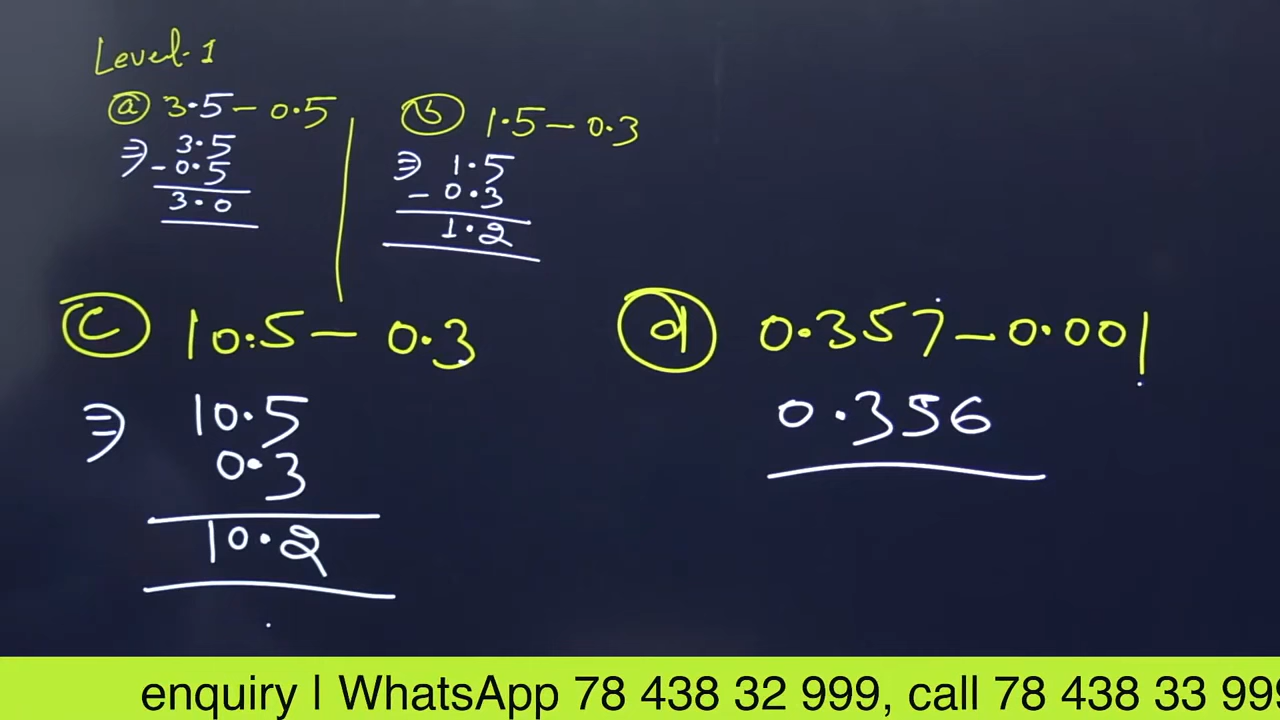 Level-1
ⓐ 3.5 - 0.5
⇒ 3.5
- 0.5
3.0
ⓑ 1.5 - 0.3
⇒ 1.5
- 0.3
1.2
ⓒ 10.5 - 0.3
⇒ 10.5
0.3
10.2
ⓓ 0.357 - 0.001
0.356
enquiry | WhatsApp 78 438 32 999, call 78 438 33 999